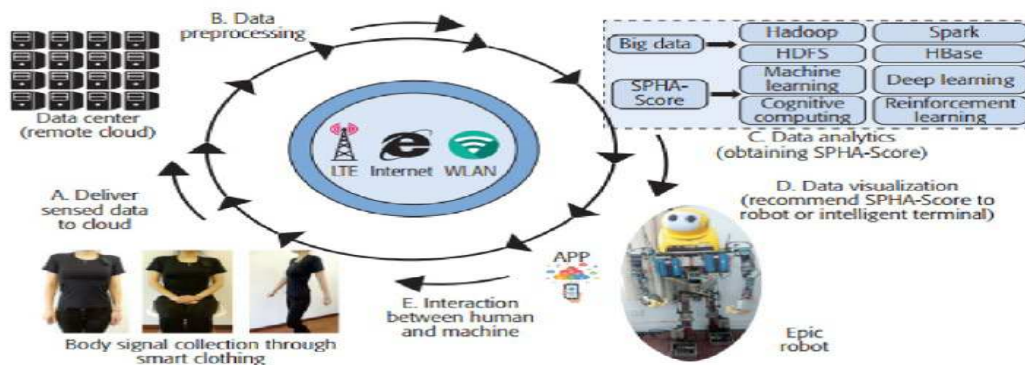 B. Data
preprocessing
Data center
(remote cloud)
A. Deliver
sensed data
to cloud
LTE
Internet
WLAN
Big data
Hadoop
Spark
HDFS
HBase
SPHA-
Score
Machine
learning
Deep learning
Cognitive
computing
Reinforcement
learning
C. Data analytics
(obtaining SPHA-Score)
D. Data visualization
(recommend SPHA-Score to
robot or intelligent terminal)
APP
E. Interaction
between human
and machine
Body signal collection through
smart clothing
Epic
robot